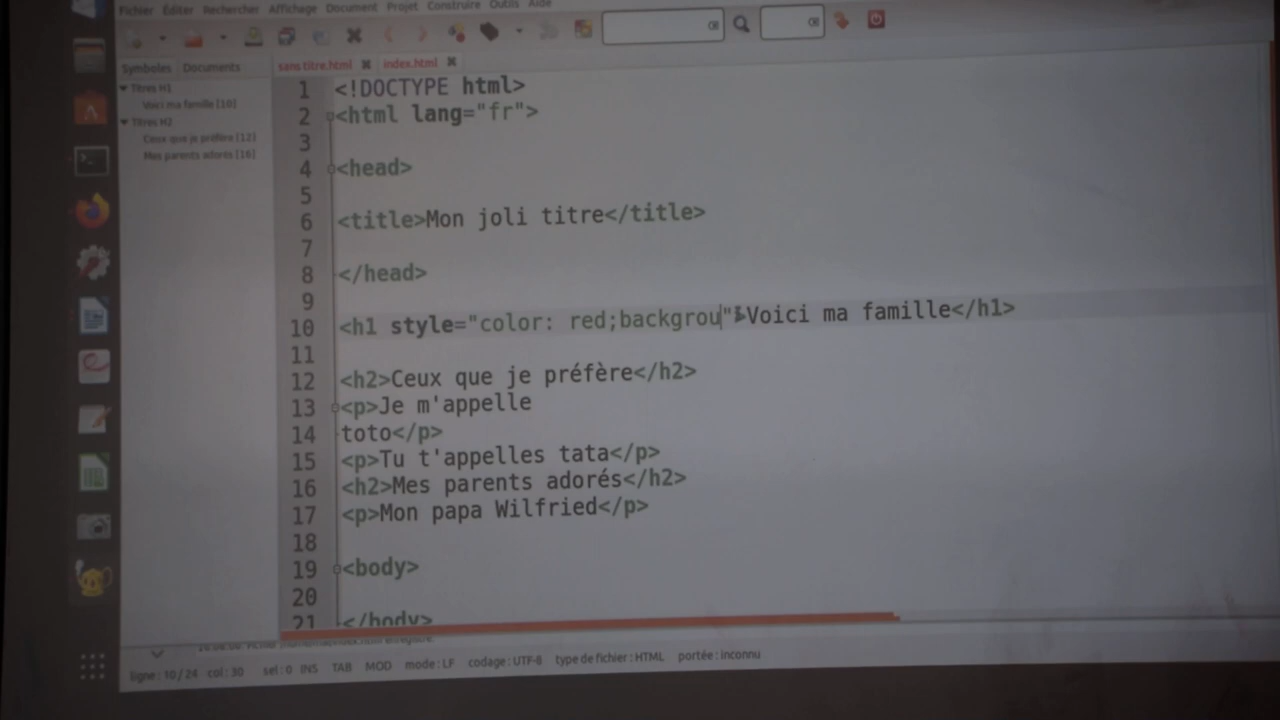 Fichier Éditer Rechercher Affichage Document Projet Construire Outils Aide
Symboles Documents
sans titre.html index.html
Titres H1
Voici ma famille [10]
Titres H2
Ceux que je préfère [12]
Mes parents adorés [16]
1 <!DOCTYPE html>
2 <html lang="fr">
3
4 <head>
5
6 <title>Mon joli titre</title>
7
8 </head>
9
10 <h1 style="color: red;backgrou">Voici ma famille</h1>
11
12 <h2>Ceux que je préfère</h2>
13 <p>Je m'appelle
14 toto</p>
15 <p>Tu t'appelles tata</p>
16 <h2>Mes parents adorés</h2>
17 <p>Mon papa Wilfried</p>
18
19 <body>
20
21 </body>
ligne : 10 / 24 col : 30 sel : 0 INS TAB MOD mode : LF codage : UTF-8 type de fichier : HTML portée : inconnu